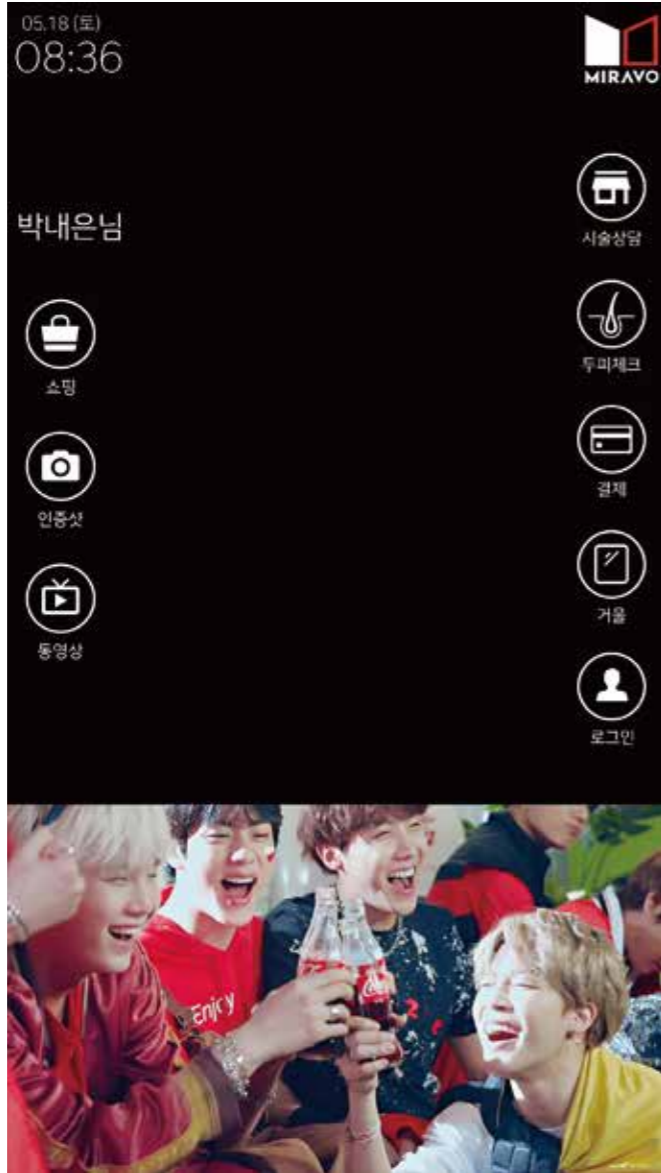 05.18 (토)
08:36
MIRAVO
박내은님
시술상담
두피체크
결제
거울
로그인
쇼핑
인증샷
동영상
Enjoy